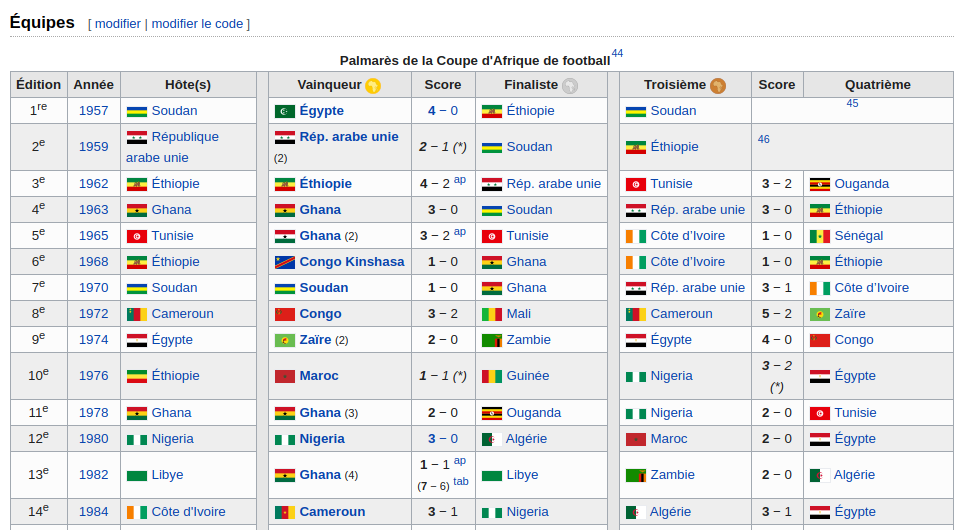 Équipes [ modifier | modifier le code ]
Palmarès de la Coupe d'Afrique de football 44
Édition Année Hôte(s) Vainqueur Score Finaliste Troisième Score Quatrième
1re 1957 Soudan Égypte 4 – 0 Éthiopie Soudan 45
2e 1959 République arabe unie Rép. arabe unie (2) 2 – 1 (*) Soudan Éthiopie 46
3e 1962 Éthiopie Éthiopie 4 – 2 ap Rép. arabe unie Tunisie 3 – 2 Ouganda
4e 1963 Ghana Ghana 3 – 0 Soudan Rép. arabe unie 3 – 0 Éthiopie
5e 1965 Tunisie Ghana (2) 3 – 2 ap Tunisie Côte d'Ivoire 1 – 0 Sénégal
6e 1968 Éthiopie Congo Kinshasa 1 – 0 Ghana Côte d'Ivoire 1 – 0 Éthiopie
7e 1970 Soudan Soudan 1 – 0 Ghana Rép. arabe unie 3 – 1 Côte d'Ivoire
8e 1972 Cameroun Congo 3 – 2 Mali Cameroun 5 – 2 Zaïre
9e 1974 Égypte Zaïre (2) 2 – 0 Zambie Égypte 4 – 0 Congo
10e 1976 Éthiopie Maroc 1 – 1 (*) Guinée Nigeria 3 – 2 (*) Égypte
11e 1978 Ghana Ghana (3) 2 – 0 Ouganda Nigeria 2 – 0 Tunisie
12e 1980 Nigeria Nigeria 3 – 0 Algérie Maroc 2 – 0 Égypte
13e 1982 Libye Ghana (4) 1 – 1 ap (7 – 6) tab Libye Zambie 2 – 0 Algérie
14e 1984 Côte d'Ivoire Cameroun 3 – 1 Nigeria Algérie 3 – 1 Égypte